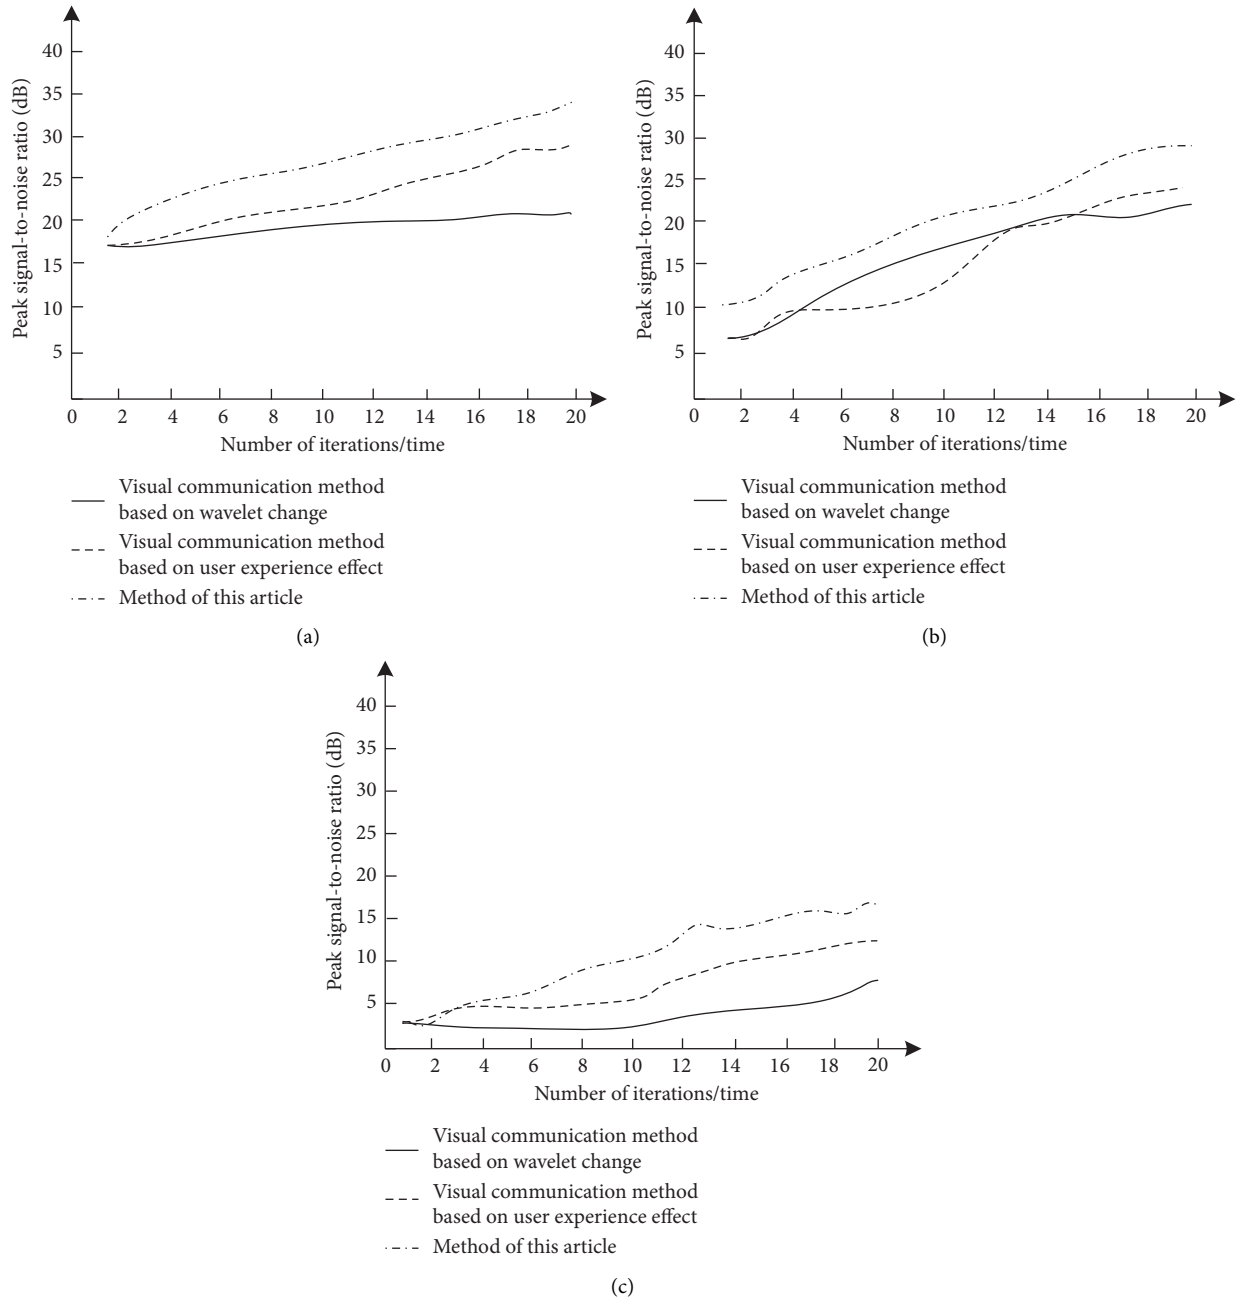 Peak signal-to-noise ratio (dB)
40
35
30
25
20
15
10
5
0 2 4 6 8 10 12 14 16 18 20
Number of iterations/time
Visual communication method
based on wavelet change
Visual communication method
based on user experience effect
Method of this article
(a)
Peak signal-to-noise ratio (dB)
40
35
30
25
20
15
10
5
0 2 4 6 8 10 12 14 16 18 20
Number of iterations/time
Visual communication method
based on wavelet change
Visual communication method
based on user experience effect
Method of this article
(b)
Peak signal-to-noise ratio (dB)
40
35
30
25
20
15
10
5
0 2 4 6 8 10 12 14 16 18 20
Number of iterations/time
Visual communication method
based on wavelet change
Visual communication method
based on user experience effect
Method of this article
(c)